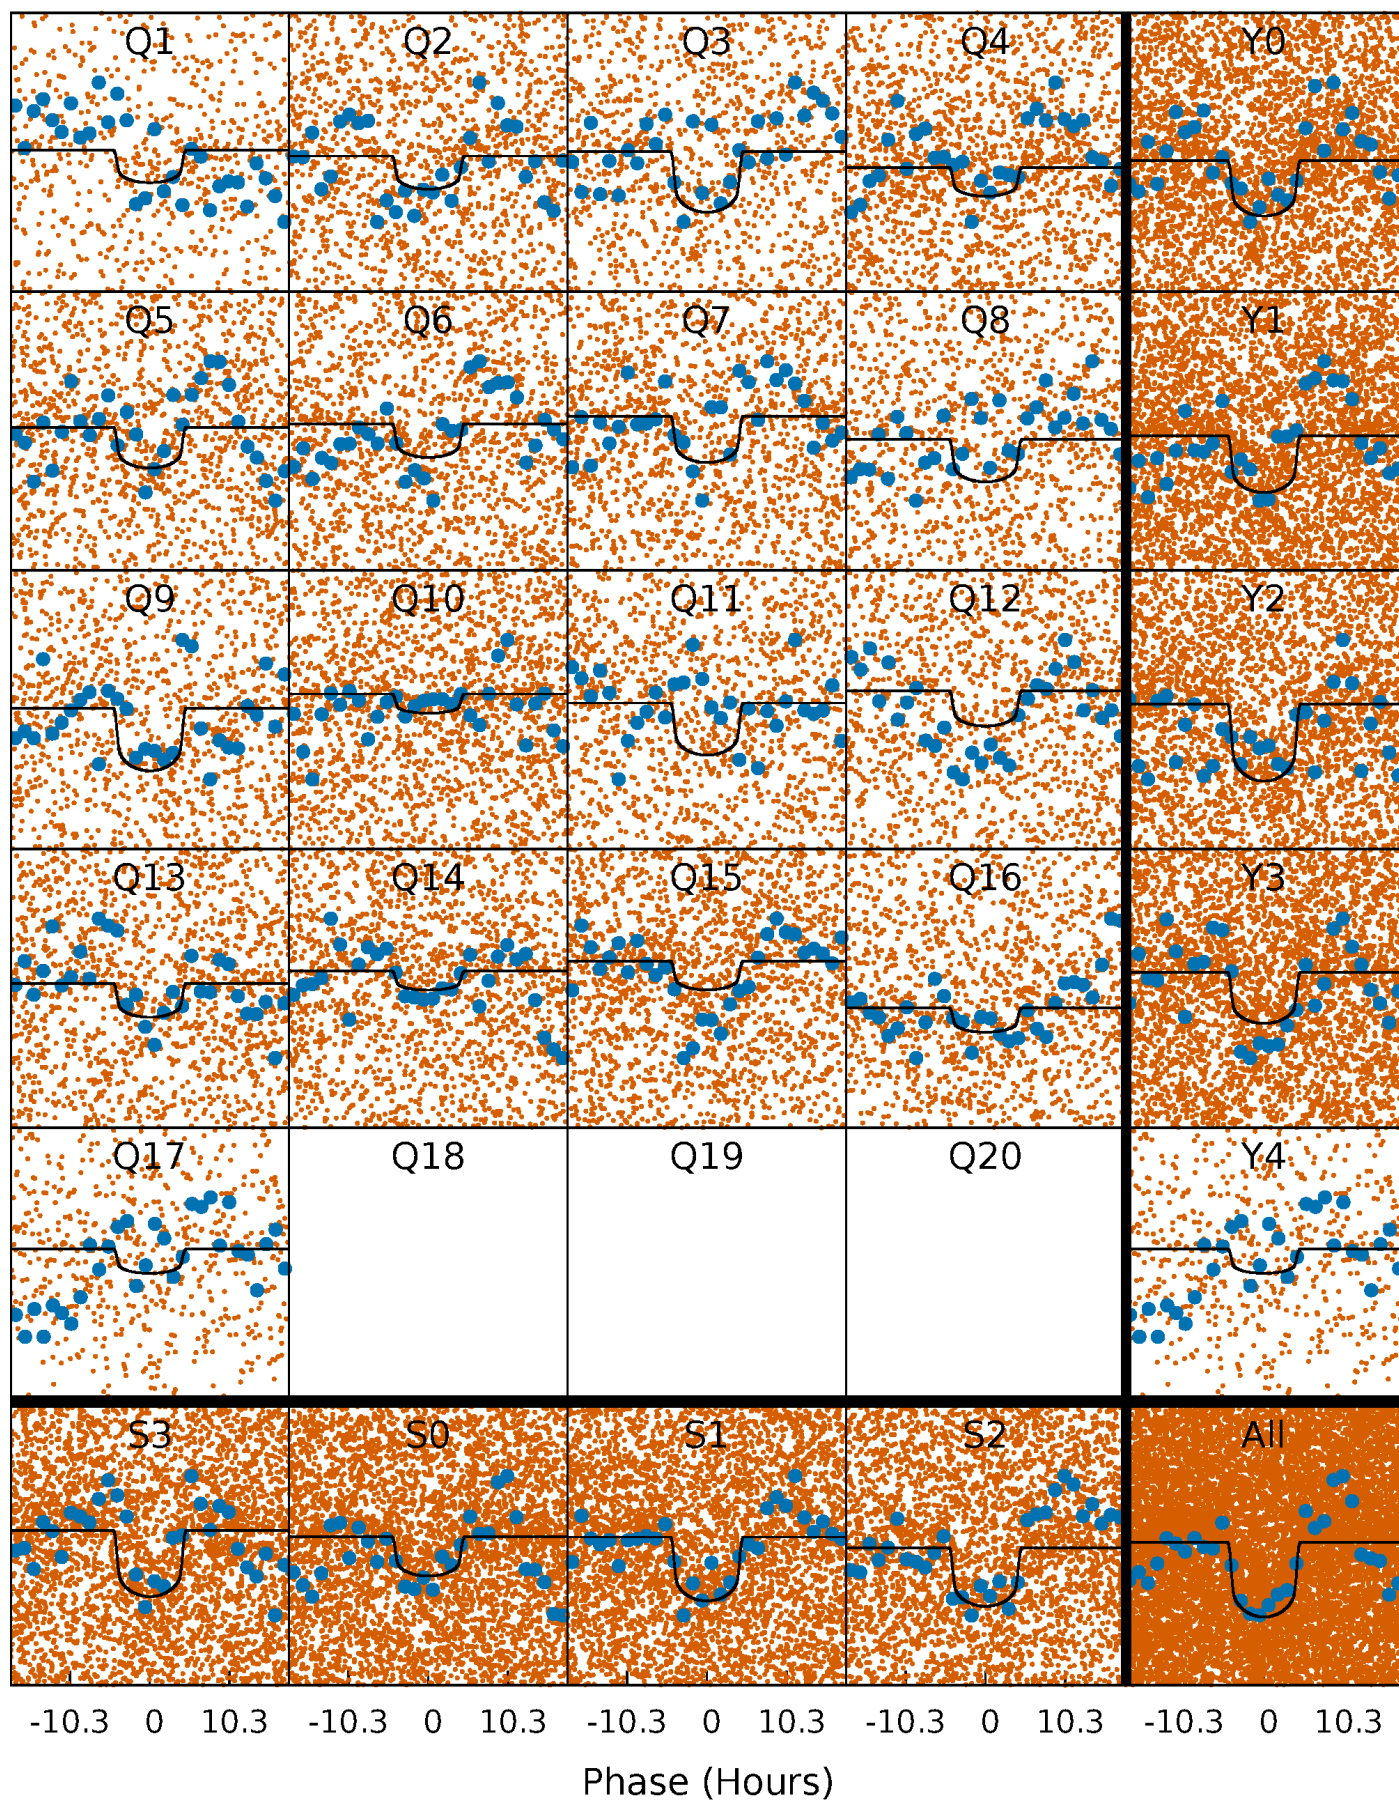 Q1 Q2 Q3 Q4 Y0
Q5 Q6 Q7 Q8 Y1
Q9 Q10 Q11 Q12 Y2
Q13 Q14 Q15 Q16 Y3
Q17 Q18 Q19 Q20 Y4
S3 S0 S1 S2 All
-10.3 0 10.3 -10.3 0 10.3 -10.3 0 10.3 -10.3 0 10.3 -10.3 0 10.3
Phase (Hours)